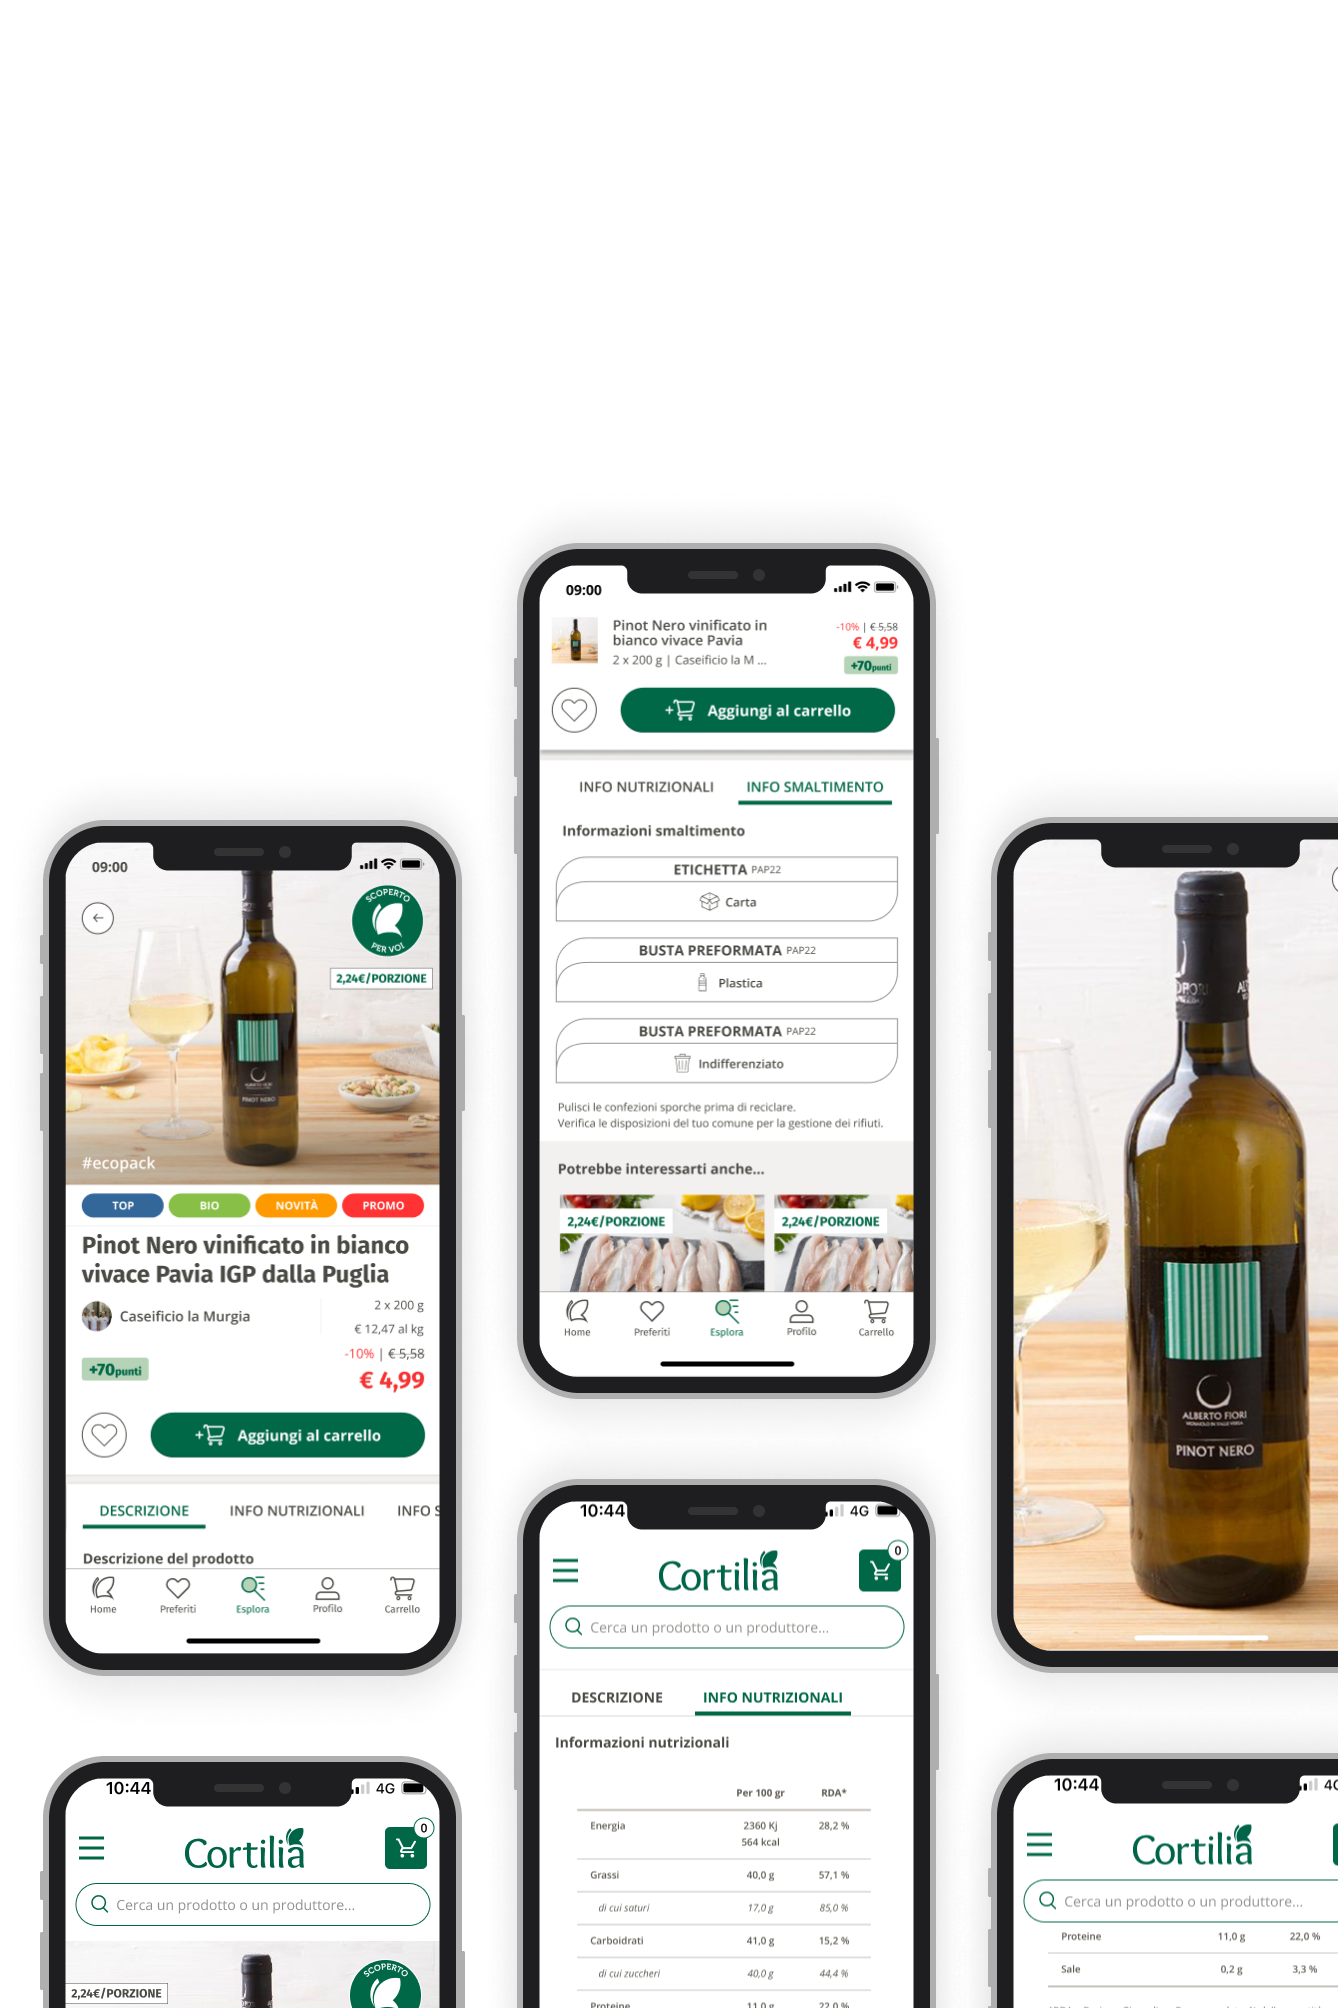 09:00
SCOPERTO
PER VOI
2,24€/PORZIONE
ALBERTO FIORI
PINOT NERO
#ecopack
TOP
BIO
NOVITÀ
PROMO
Pinot Nero vinificato in bianco
vivace Pavia IGP dalla Puglia
Caseificio la Murgia
2 x 200 g
€ 12,47 al kg
-10% | € 5,58
+70punti
€ 4,99
+ Aggiungi al carrello
DESCRIZIONE
INFO NUTRIZIONALI
INFO S
Descrizione del prodotto
Home
Preferiti
Esplora
Profilo
Carrello
10:44
4G
Cortilia
0
Cerca un prodotto o un produttore...
2,24€/PORZIONE
SCOPERTO
09:00
Pinot Nero vinificato in
bianco vivace Pavia
2 x 200 g | Caseificio la M ...
-10% | € 5,58
€ 4,99
+70punti
+ Aggiungi al carrello
INFO NUTRIZIONALI
INFO SMALTIMENTO
Informazioni smaltimento
ETICHETTA PAP22
Carta
BUSTA PREFORMATA PAP22
Plastica
BUSTA PREFORMATA PAP22
Indifferenziato
Pulisci le confezioni sporche prima di reciclare.
Verifica le disposizioni del tuo comune per la gestione dei rifiuti.
Potrebbe interessarti anche...
2,24€/PORZIONE
2,24€/PORZIONE
Home
Preferiti
Esplora
Profilo
Carrello
10:44
4G
Cortilia
0
Cerca un prodotto o un produttore...
DESCRIZIONE
INFO NUTRIZIONALI
Informazioni nutrizionali
Per 100 gr RDA*
Energia 2360 Kj 28,2 %
564 kcal
Grassi 40,0 g 57,1 %
di cui saturi 17,0 g 85,0 %
Carboidrati 41,0 g 15,2 %
di cui zuccheri 40,0 g 44,4 %
Proteine 11,0 g 22,0 %
ALBERTO FIORI
PINOT NERO
10:44
4G
Cortilia
Cerca un prodotto o un produttore...
Proteine 11,0 g 22,0 %
Sale 0,2 g 3,3 %